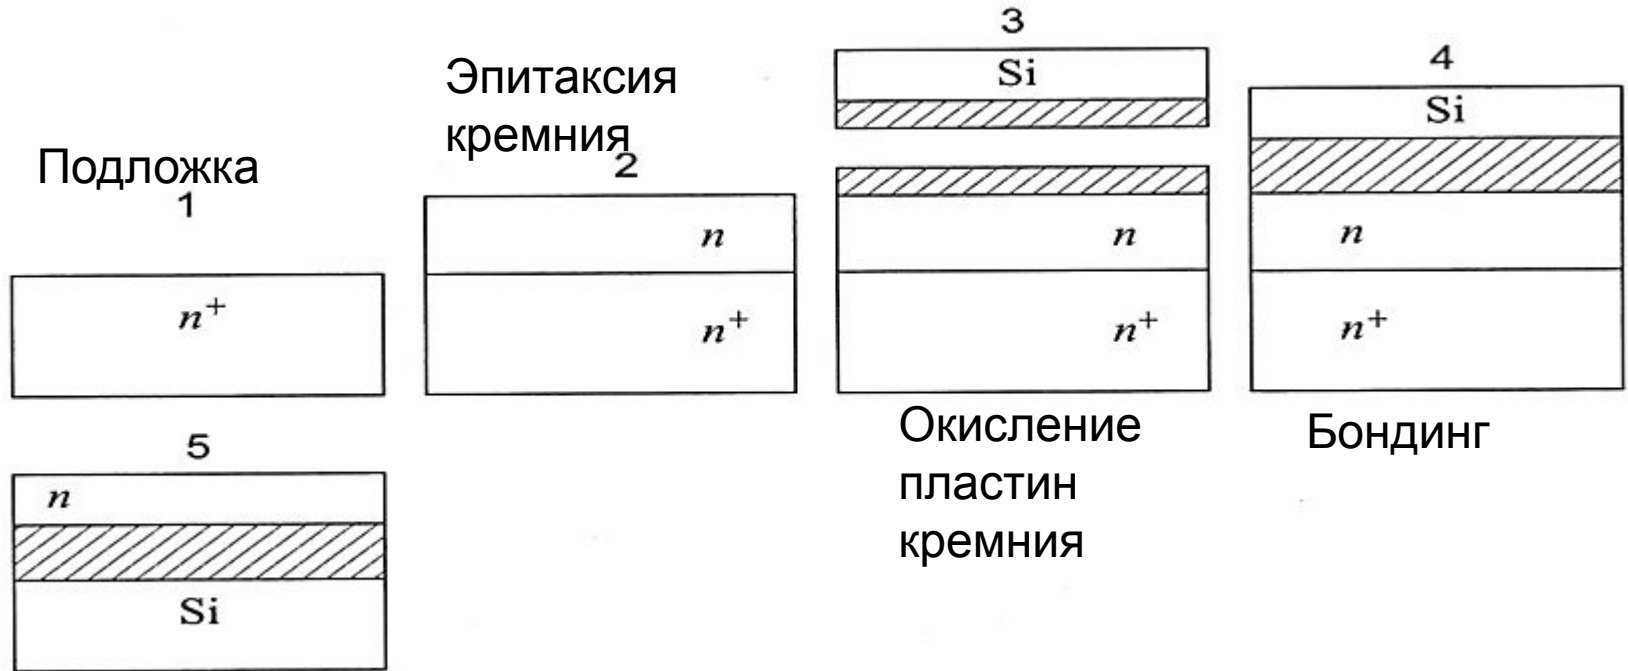 Подложка
1
n+
Эпитаксия
кремния
2
n
n+
3
Si
n
n+
Окисление
пластин
кремния
4
Si
n
n+
Бондинг
5
n
Si